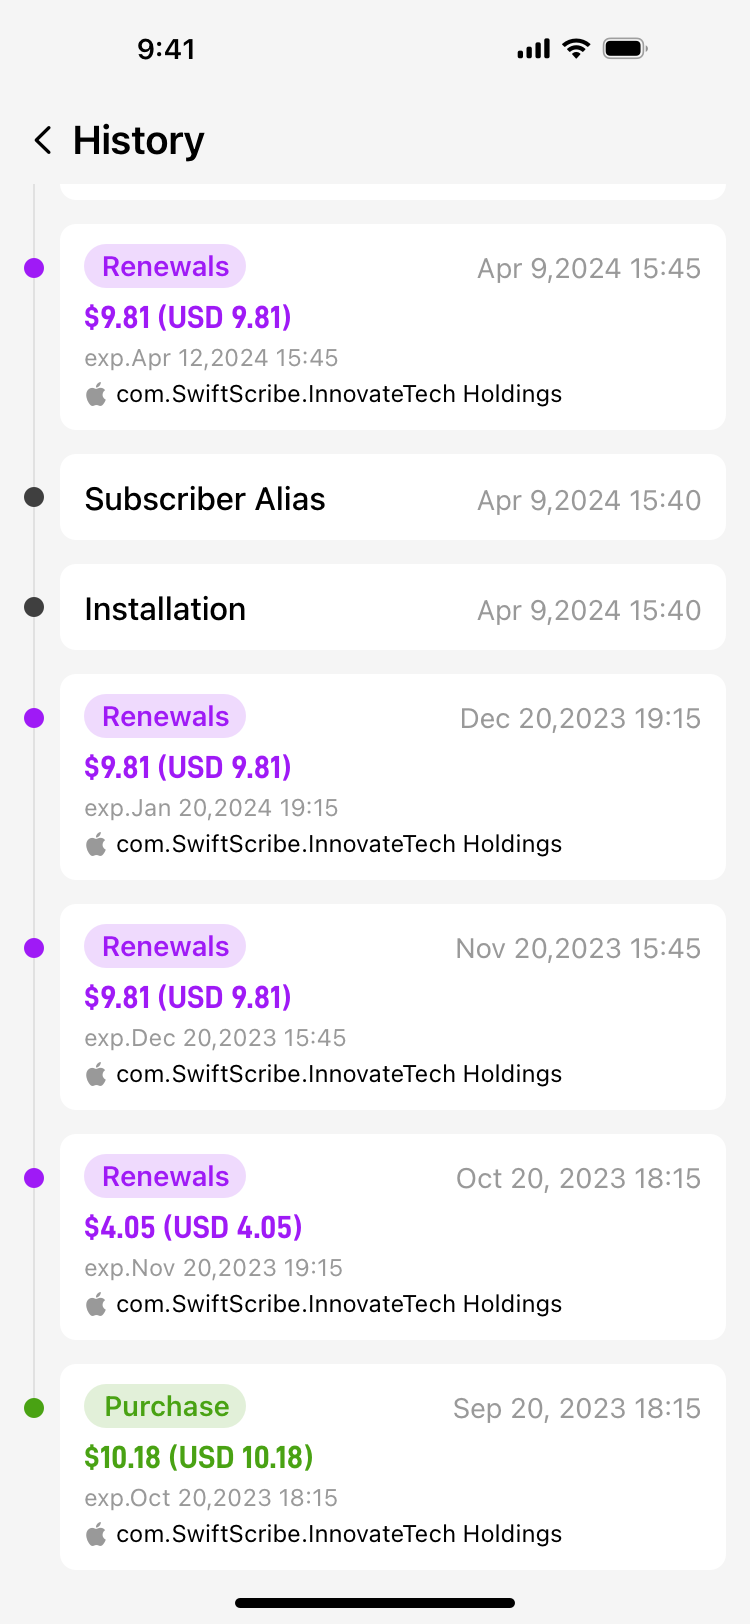 9:41
History
Renewals
Apr 9,2024 15:45
$9.81 (USD 9.81)
exp.Apr 12,2024 15:45
com.SwiftScribe.InnovateTech Holdings
Subscriber Alias
Apr 9,2024 15:40
Installation
Apr 9,2024 15:40
Renewals
Dec 20,2023 19:15
$9.81 (USD 9.81)
exp.Jan 20,2024 19:15
com.SwiftScribe.InnovateTech Holdings
Renewals
Nov 20,2023 15:45
$9.81 (USD 9.81)
exp.Dec 20,2023 15:45
com.SwiftScribe.InnovateTech Holdings
Renewals
Oct 20, 2023 18:15
$4.05 (USD 4.05)
exp.Nov 20,2023 19:15
com.SwiftScribe.InnovateTech Holdings
Purchase
Sep 20, 2023 18:15
$10.18 (USD 10.18)
exp.Oct 20,2023 18:15
com.SwiftScribe.InnovateTech Holdings